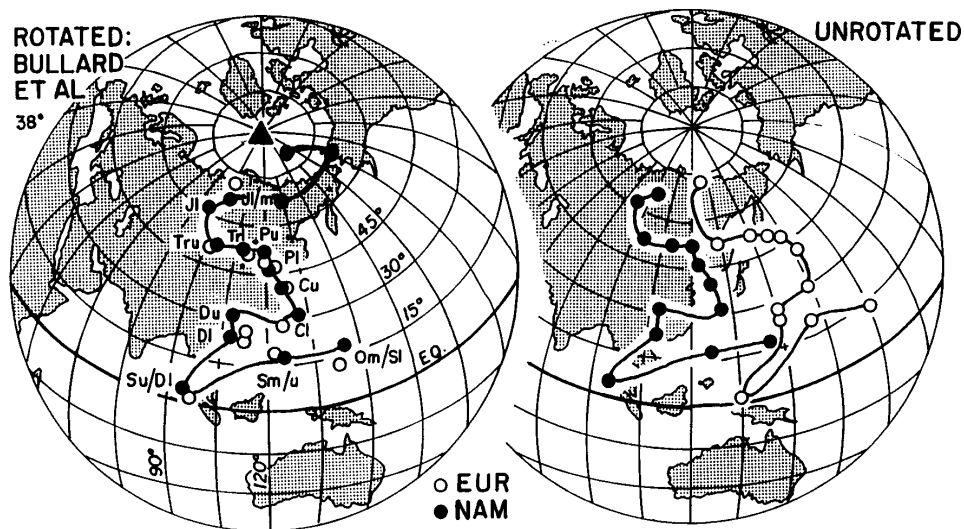 ROTATED:
BULLARD
ET AL
38°
UNROTATED
Jl
Jl/m
Tru
Trl
Pu
Pl
Cu
Cl
Du
Dl
Su/Dl
Sm/u
Om/Sl
45°
30°
15°
EQ.
90°
120°
EUR
NAM